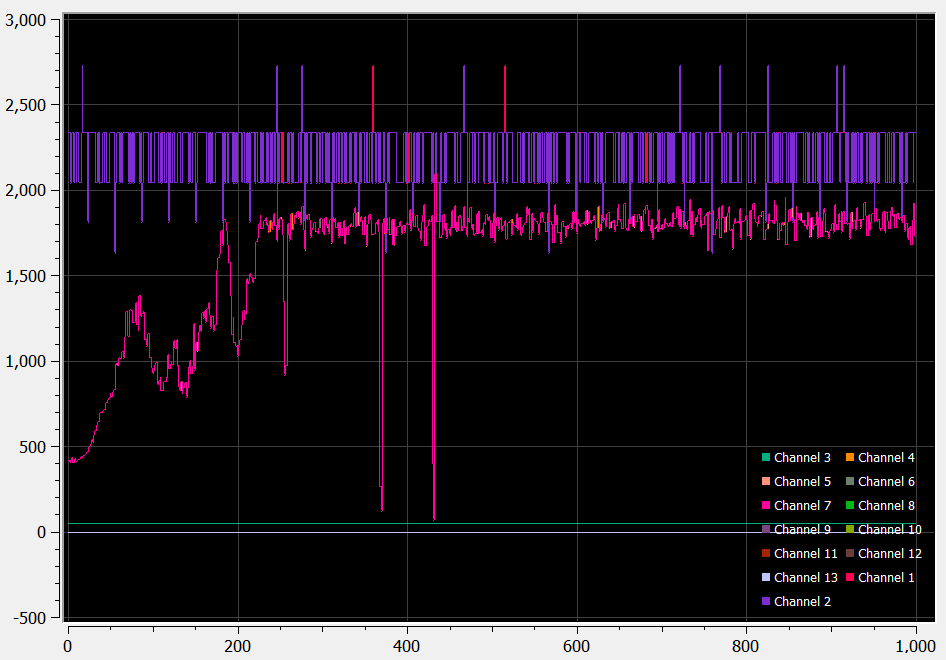 3,000
2,500
2,000
1,500
1,000
500
0
-500
0 200 400 600 800 1,000
Channel 3 Channel 4
Channel 5 Channel 6
Channel 7 Channel 8
Channel 9 Channel 10
Channel 11 Channel 12
Channel 13 Channel 1
Channel 2